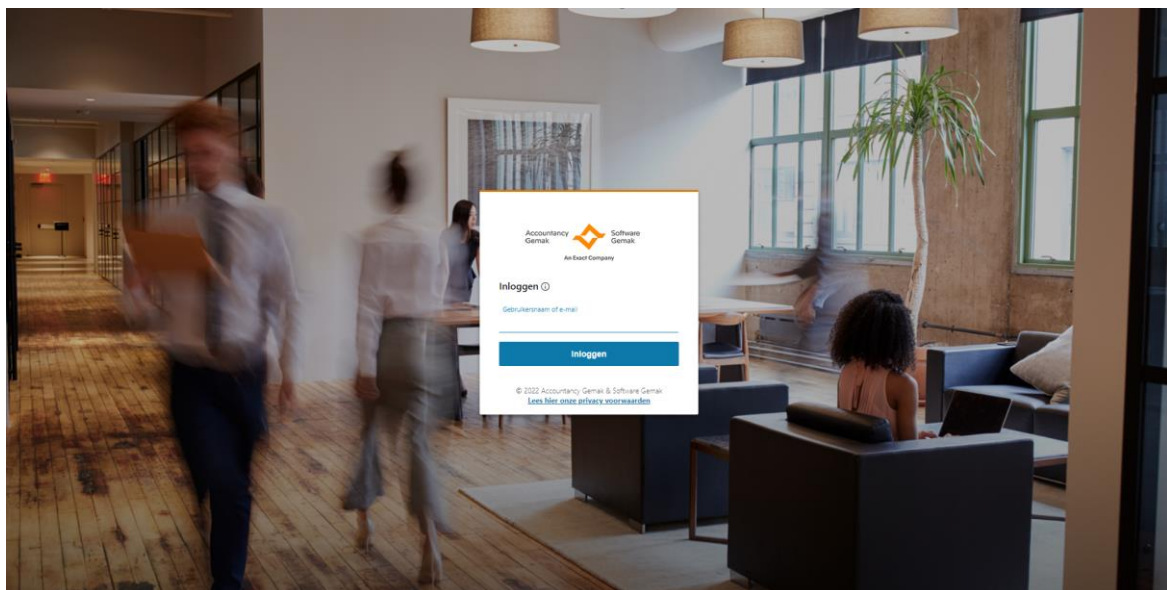 Accountancy
Gemak
Software
Gemak
An Exact Company
Inloggen
Gebruikersnaam of e-mail
Inloggen
© 2022 Accountancy Gemak & Software Gemak
Lees hier onze privacy voorwaarden